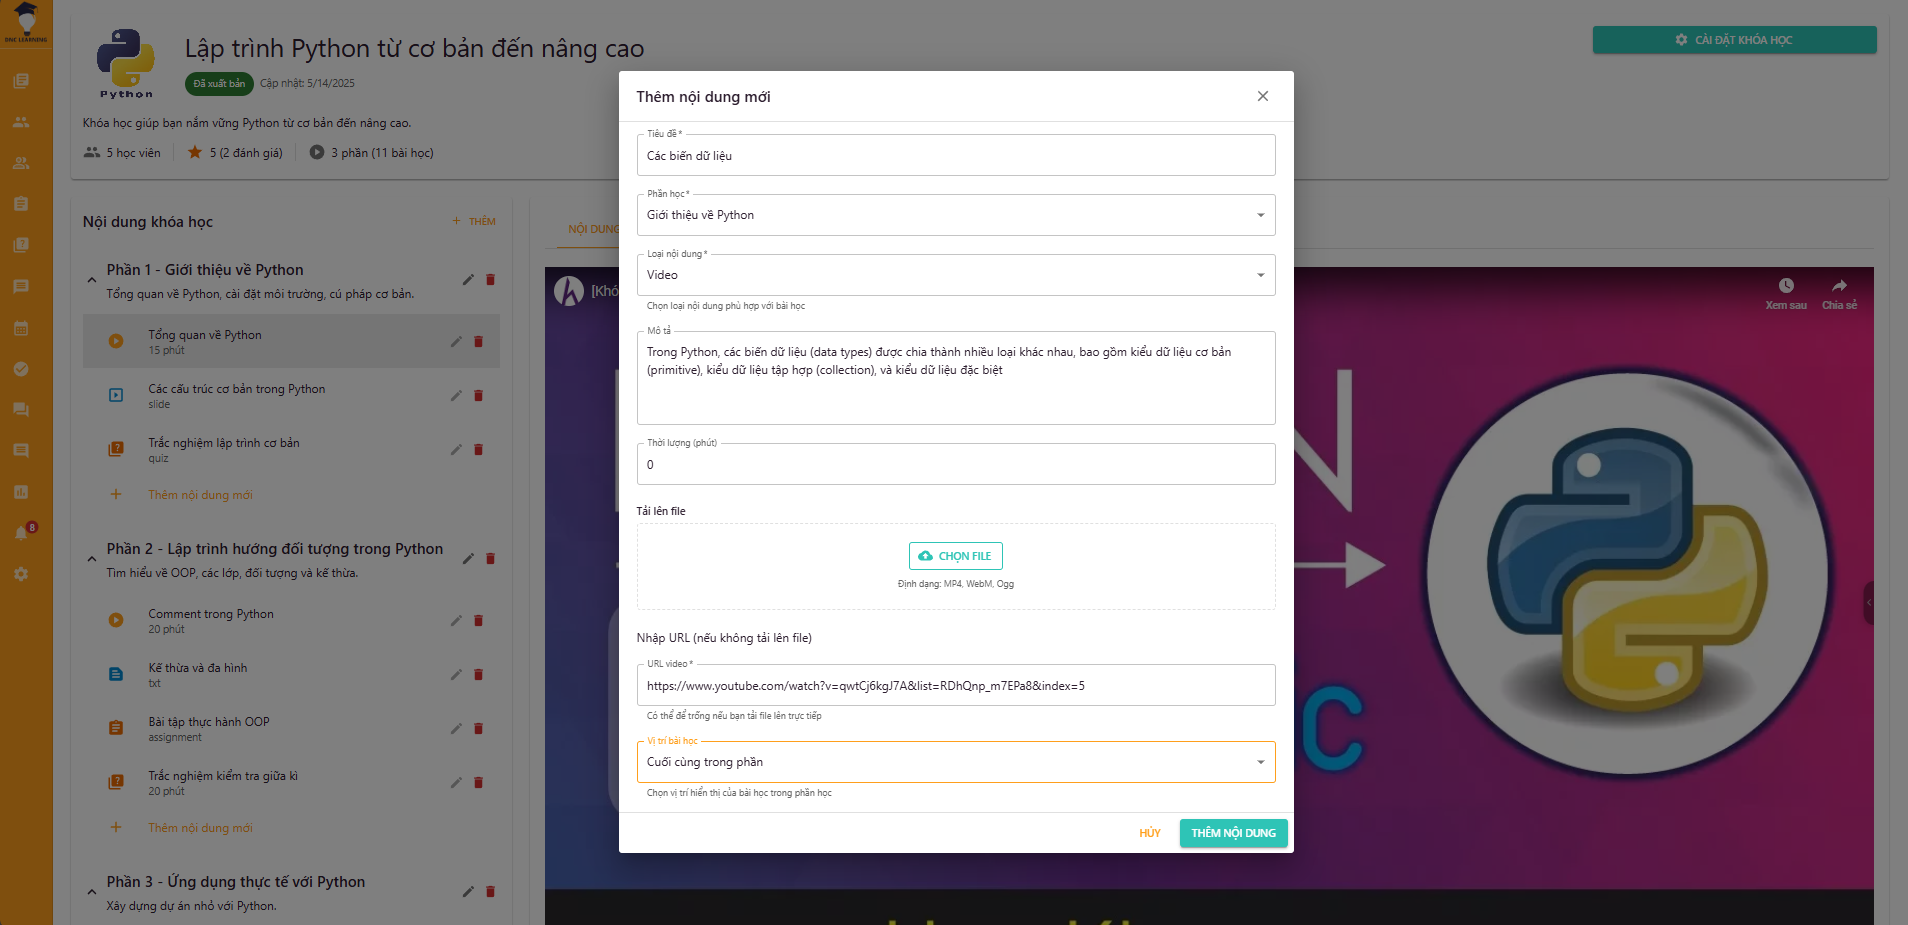 DNC LEARNING
Python
Lập trình Python từ cơ bản đến nâng cao
Đã xuất bản
Cập nhật: 5/14/2025
CÀI ĐẶT KHÓA HỌC
Khóa học giúp bạn nắm vững Python từ cơ bản đến nâng cao.
5 học viên
5 (2 đánh giá)
3 phần (11 bài học)
Nội dung khóa học
THÊM
Phần 1 - Giới thiệu về Python
Tổng quan về Python, cài đặt môi trường, cú pháp cơ bản.
Tổng quan về Python
15 phút
Các cấu trúc cơ bản trong Python
slide
Trắc nghiệm lập trình cơ bản
quiz
Thêm nội dung mới
8
Phần 2 - Lập trình hướng đối tượng trong Python
Tìm hiểu về OOP, các lớp, đối tượng và kế thừa.
Comment trong Python
20 phút
Kế thừa và đa hình
txt
Bài tập thực hành OOP
assignment
Trắc nghiệm kiểm tra giữa kì
20 phút
Thêm nội dung mới
Phần 3 - Ứng dụng thực tế với Python
Xây dựng dự án nhỏ với Python.
NỘI DUNG
[Khó
Xem sau
Chia sẻ
Thêm nội dung mới
Tiêu đề *
Các biến dữ liệu
Phần học *
Giới thiệu về Python
Loại nội dung *
Video
Chọn loại nội dung phù hợp với bài học
Mô tả
Trong Python, các biến dữ liệu (data types) được chia thành nhiều loại khác nhau, bao gồm kiểu dữ liệu cơ bản
(primitive), kiểu dữ liệu tập hợp (collection), và kiểu dữ liệu đặc biệt
Thời lượng (phút)
0
Tải lên file
CHỌN FILE
Định dạng: MP4, WebM, Ogg
Nhập URL (nếu không tải lên file)
URL video *
https://www.youtube.com/watch?v=qwtCj6kgJ7A&list=RDhQnp_m7EPa8&index=5
Có thể để trống nếu bạn tải file lên trực tiếp
Vị trí bài học
Cuối cùng trong phần
Chọn vị trí hiển thị của bài học trong phần học
HỦY
THÊM NỘI DUNG
N
C